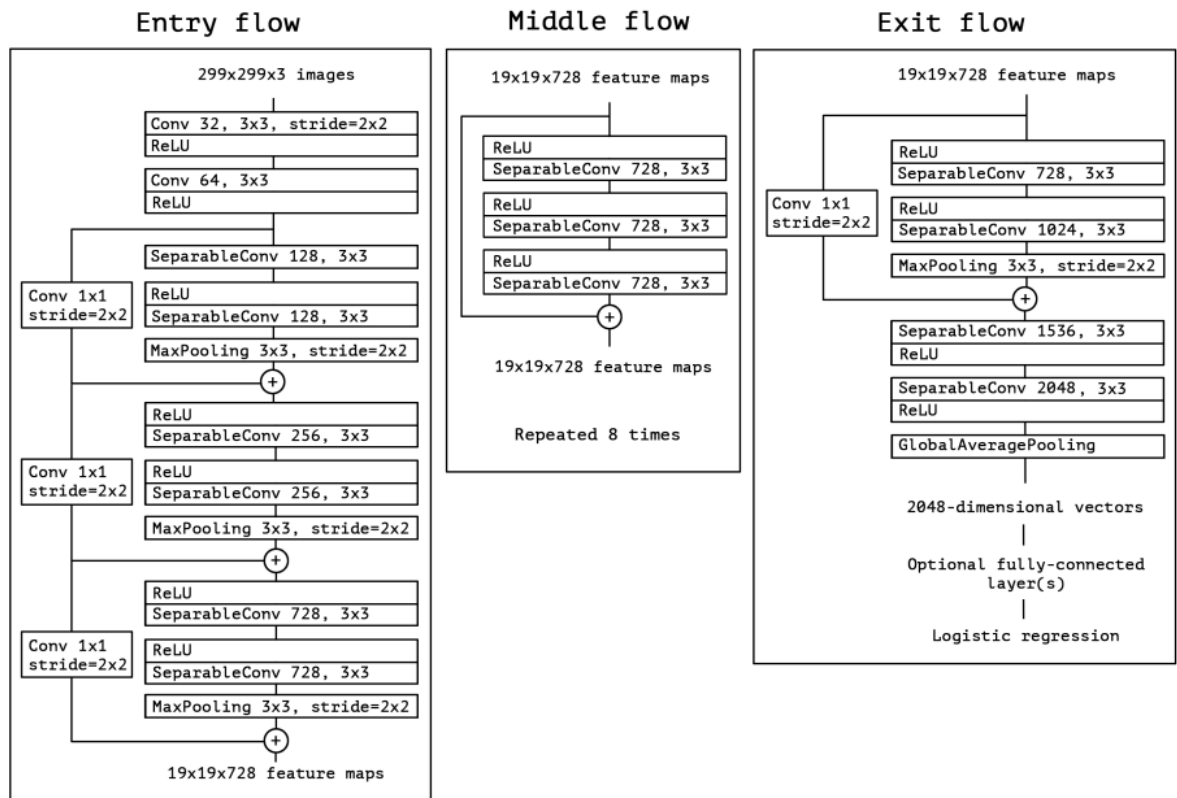 Entry flow
299x299x3 images
Conv 32, 3x3, stride=2x2
ReLU
Conv 64, 3x3
ReLU
SeparableConv 128, 3x3
Conv 1x1
stride=2x2
ReLU
SeparableConv 128, 3x3
MaxPooling 3x3, stride=2x2
+
ReLU
SeparableConv 256, 3x3
Conv 1x1
stride=2x2
ReLU
SeparableConv 256, 3x3
MaxPooling 3x3, stride=2x2
+
ReLU
SeparableConv 728, 3x3
Conv 1x1
stride=2x2
ReLU
SeparableConv 728, 3x3
MaxPooling 3x3, stride=2x2
+
19x19x728 feature maps
Middle flow
19x19x728 feature maps
ReLU
SeparableConv 728, 3x3
ReLU
SeparableConv 728, 3x3
ReLU
SeparableConv 728, 3x3
+
19x19x728 feature maps
Repeated 8 times
Exit flow
19x19x728 feature maps
ReLU
SeparableConv 728, 3x3
Conv 1x1
stride=2x2
ReLU
SeparableConv 1024, 3x3
MaxPooling 3x3, stride=2x2
+
SeparableConv 1536, 3x3
ReLU
SeparableConv 2048, 3x3
ReLU
GlobalAveragePooling
2048-dimensional vectors
Optional fully-connected
layer(s)
Logistic regression